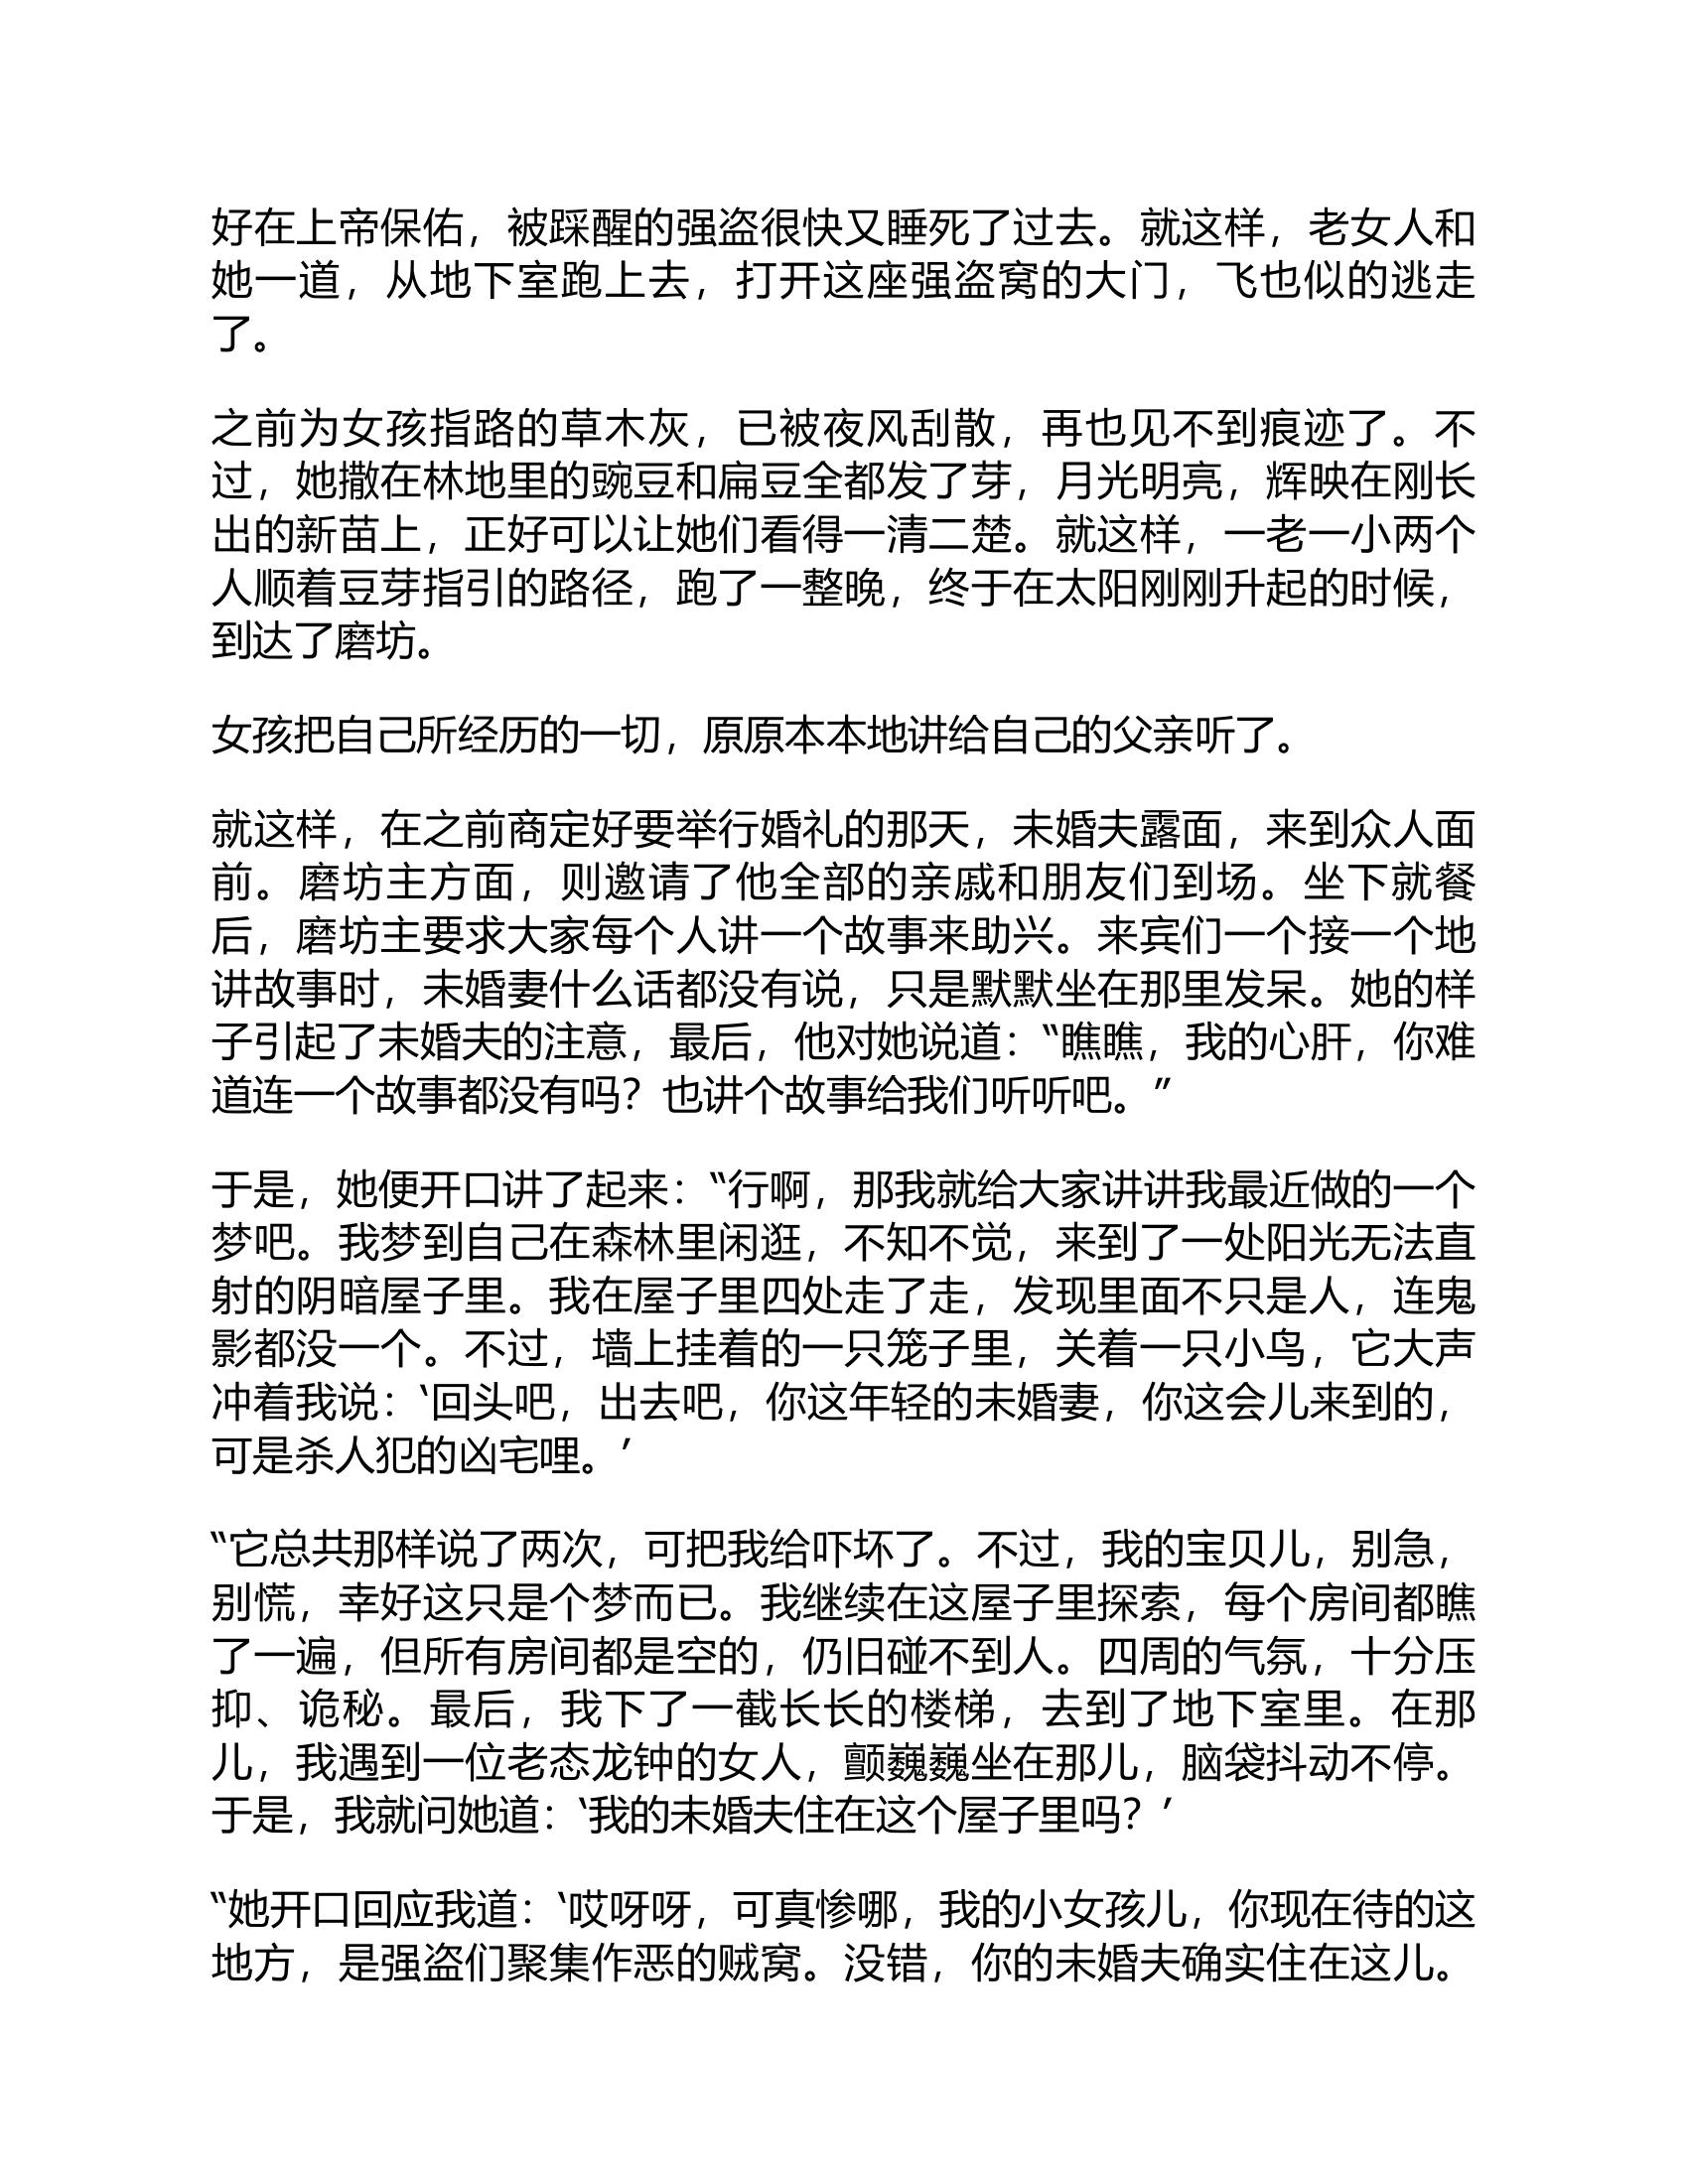 好在上帝保佑，被踩醒的强盗很快又睡死了过去。就这样，老女人和
她一道，从地下室跑上去，打开这座强盗窝的大门，飞也似的逃走
了。
之前为女孩指路的草木灰，已被夜风刮散，再也见不到痕迹了。不
过，她撒在林地里的豌豆和扁豆全都发了芽，月光明亮，辉映在刚长
出的新苗上，正好可以让她们看得一清二楚。就这样，一老一小两个
人顺着豆芽指引的路径，跑了一整晚，终于在太阳刚刚升起的时候，
到达了磨坊。
女孩把自己所经历的一切，原原本本地讲给自己的父亲听了。
就这样，在之前商定好要举行婚礼的那天，未婚夫露面，来到众人面
前。磨坊主方面，则邀请了他全部的亲戚和朋友们到场。坐下就餐
后，磨坊主要求大家每个人讲一个故事来助兴。来宾们一个接一个地
讲故事时，未婚妻什么话都没有说，只是默默坐在那里发呆。她的样
子引起了未婚夫的注意，最后，他对她说道：“瞧瞧，我的心肝，你难
道连一个故事都没有吗？也讲个故事给我们听听吧。”
于是，她便开口讲了起来：“行啊，那我就给大家讲讲我最近做的一个
梦吧。我梦到自己在森林里闲逛，不知不觉，来到了一处阳光无法直
射的阴暗屋子里。我在屋子里四处走了走，发现里面不只是人，连鬼
影都没一个。不过，墙上挂着的一只笼子里，关着一只小鸟，它大声
冲着我说：‘回头吧，出去吧，你这年轻的未婚妻，你这会儿来到的，
可是杀人犯的凶宅哩。’
“它总共那样说了两次，可把我给吓坏了。不过，我的宝贝儿，别急，
别慌，幸好这只是个梦而已。我继续在这屋子里探索，每个房间都瞧
了一遍，但所有房间都是空的，仍旧碰不到人。四周的气氛，十分压
抑、诡秘。最后，我下了一截长长的楼梯，去到了地下室里。在那
儿，我遇到一位老态龙钟的女人，颤巍巍坐在那儿，脑袋抖动不停。
于是，我就问她道：‘我的未婚夫住在这个屋子里吗？’
“她开口回应我道：‘哎呀呀，可真惨哪，我的小女孩儿，你现在待的这
地方，是强盗们聚集作恶的贼窝。没错，你的未婚夫确实住在这儿。